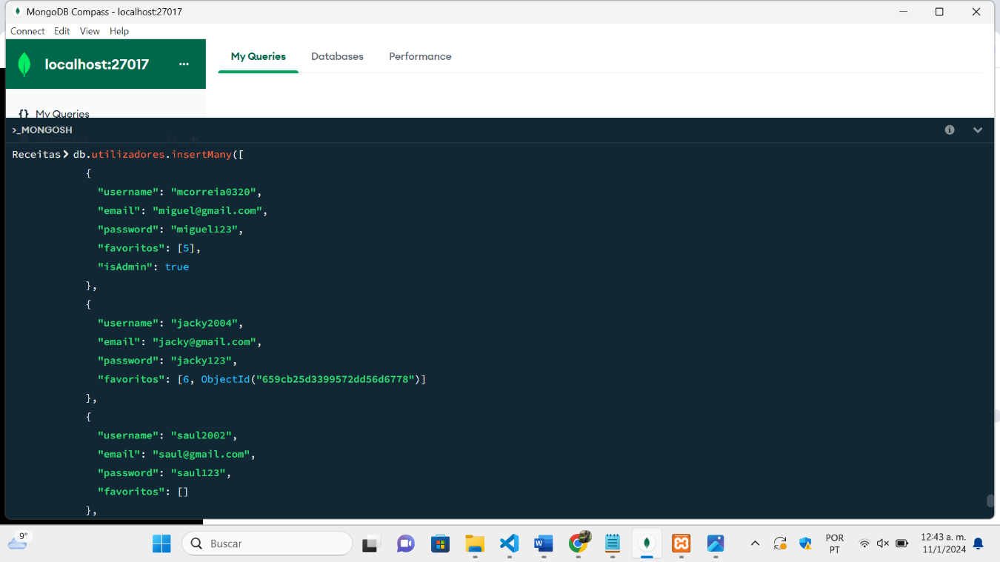 MongoDB Compass - localhost:27017
Connect Edit View Help
localhost:27017 ...
My Queries Databases Performance
{} My Queries
>_MONGOSH
Receitas> db.utilizadores.insertMany([
{
"username": "mcorreia0320",
"email": "miguel@gmail.com",
"password": "miguel123",
"favoritos": [5],
"isAdmin": true
},
{
"username": "jacky2004",
"email": "jacky@gmail.com",
"password": "jacky123",
"favoritos": [6, ObjectId("659cb25d3399572dd56d6778")]
},
{
"username": "saul2002",
"email": "saul@gmail.com",
"password": "saul123",
"favoritos": []
},
9°
Buscar
W
POR
PT
12:43 a. m.
11/1/2024